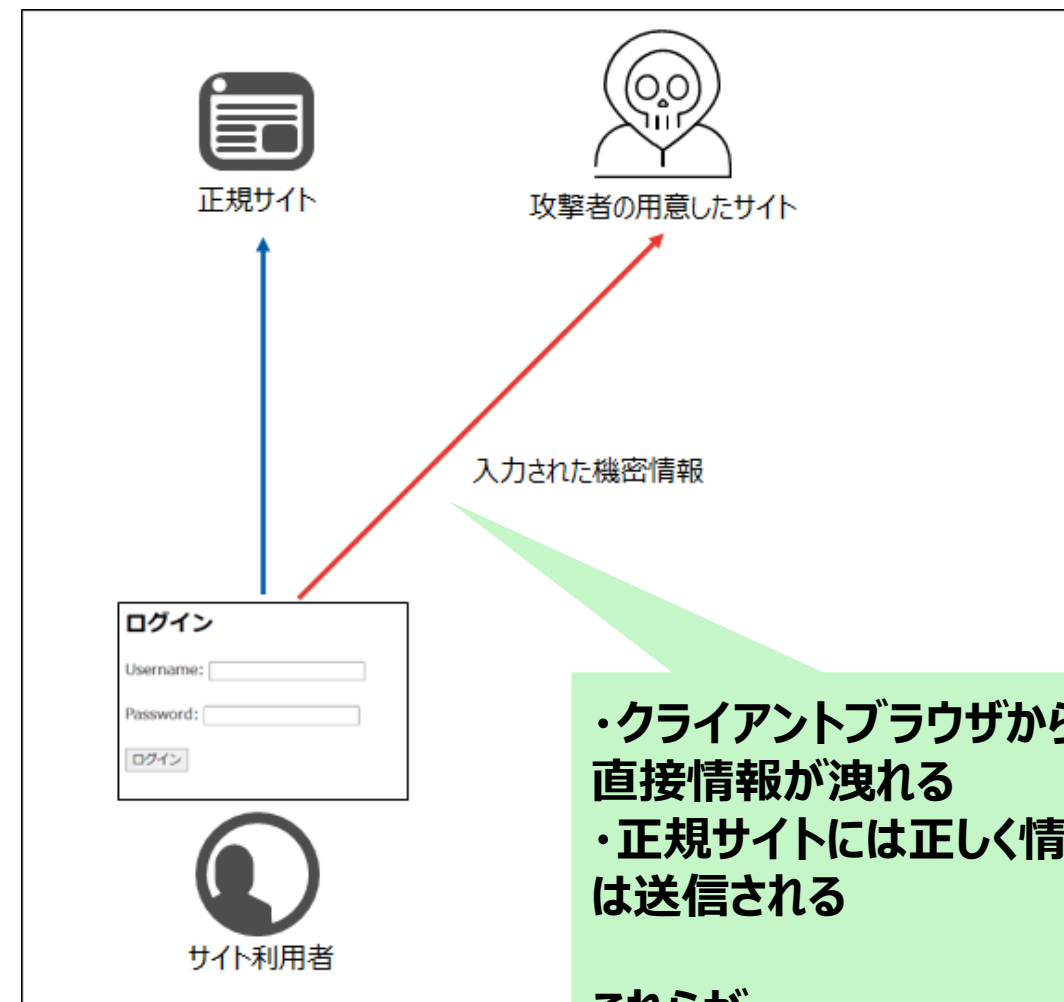 正規サイト
攻撃者の用意したサイト
入力された機密情報
ログイン
Username:
Password:
ログイン
サイト利用者
・クライアントブラウザから
直接情報が洩れる
・正規サイトには正しく情
は送信される
これらが